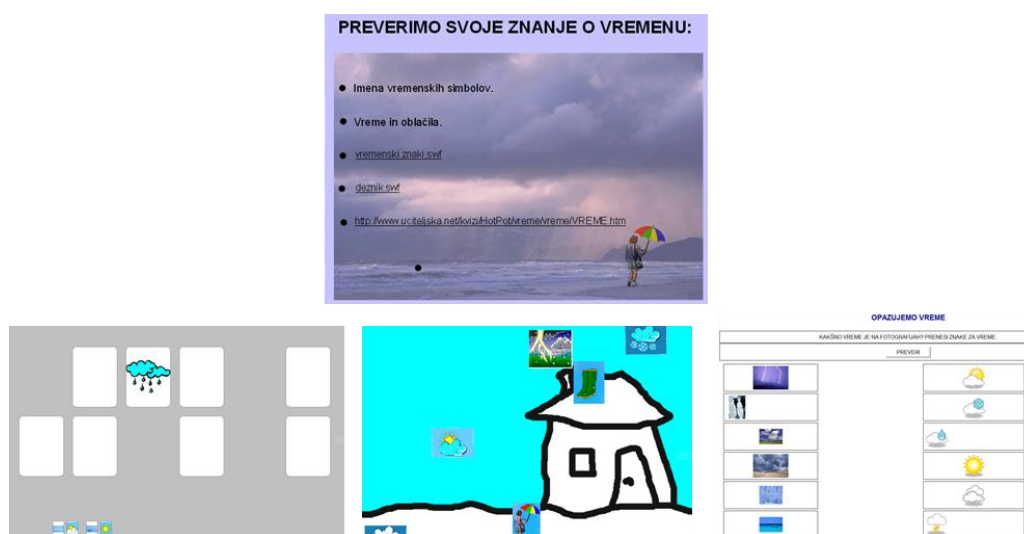 PREVERIMO SVOJE ZNANJE O VREMENU:
Imena vremenskih simbolov.
Vreme in oblačila.
vremenski znaki.swf
deznik.swf
http://www.uciteljska.net/kvizi/HotPot/vreme/vreme/VREME.htm
OPAZUJEMO VREME
KAKŠNO VREME JE NA FOTOGRAFIJAH? PRENESI ZNAKE ZA VREME.
PREVERI